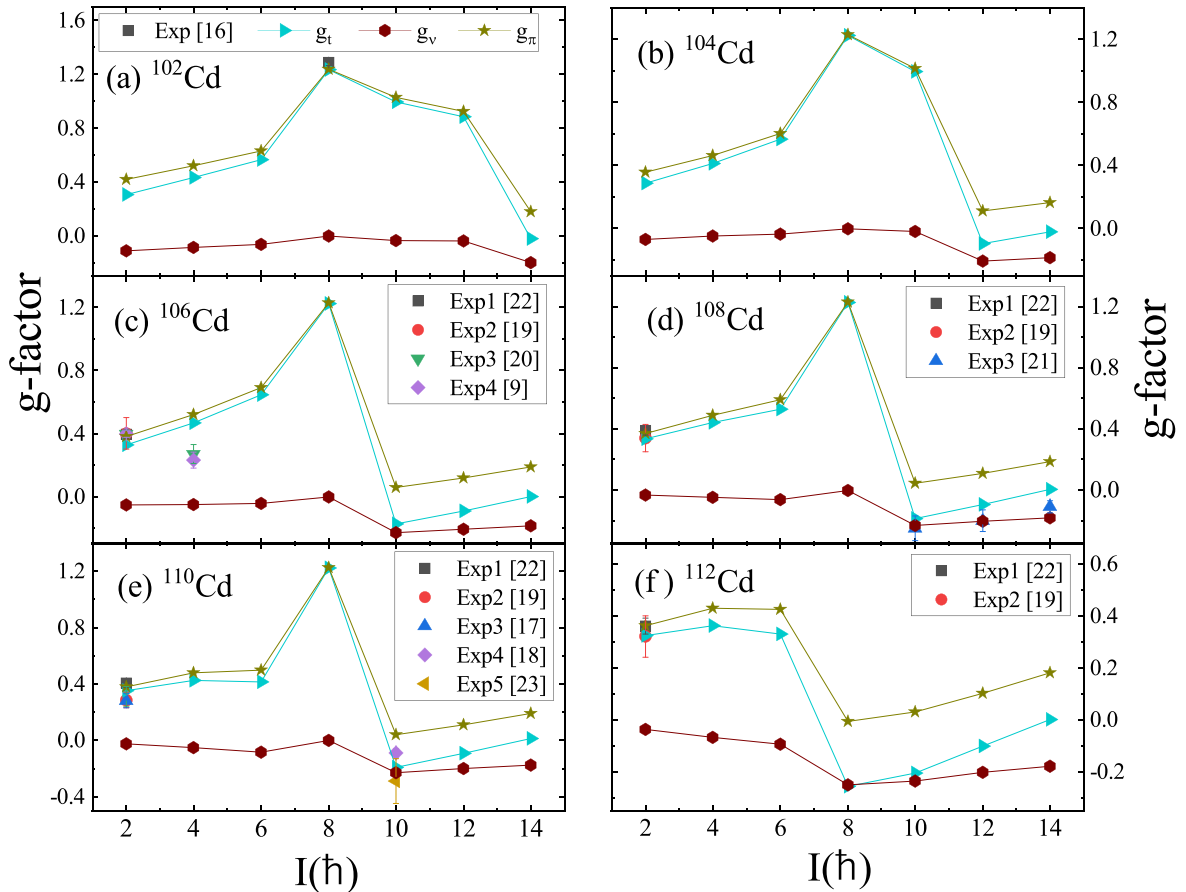 Exp [16] g_t g_ν g_π
(a) ¹⁰²Cd
1.6
1.2
0.8
0.4
0.0
(b) ¹⁰⁴Cd
1.2
0.8
0.4
0.0
g-factor
(c) ¹⁰⁶Cd
Exp1 [22]
Exp2 [19]
Exp3 [20]
Exp4 [9]
1.2
0.8
0.4
0.0
(d) ¹⁰⁸Cd
Exp1 [22]
Exp2 [19]
Exp3 [21]
1.2
0.8
0.4
0.0
g-factor
(e) ¹¹⁰Cd
Exp1 [22]
Exp2 [19]
Exp3 [17]
Exp4 [18]
Exp5 [23]
1.2
0.8
0.4
0.0
-0.4
2 4 6 8 10 12 14
I(ħ)
(f) ¹¹²Cd
Exp1 [22]
Exp2 [19]
0.6
0.4
0.2
0.0
-0.2
2 4 6 8 10 12 14
I(ħ)